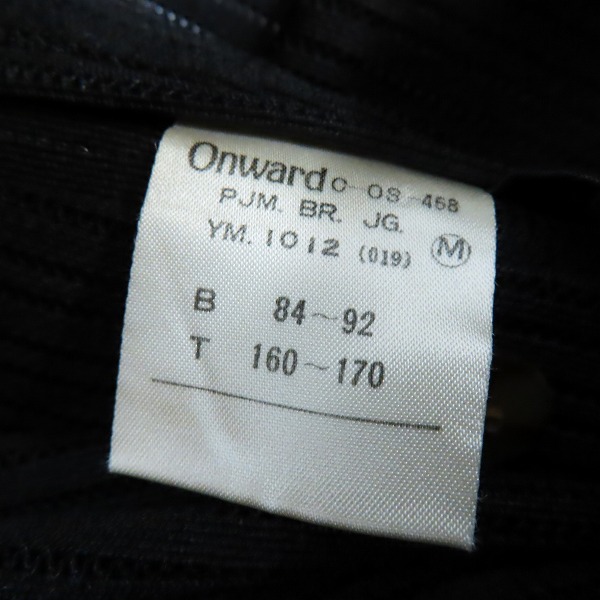 Onward C-OS-468
PJM. BR. JG.
YM. 1012 (019) M
B 84~92
T 160~170